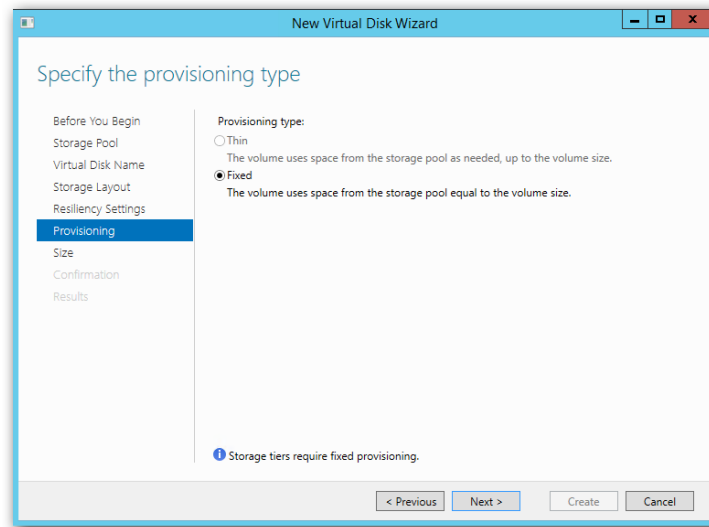 New Virtual Disk Wizard
Specify the provisioning type
Before You Begin
Storage Pool
Virtual Disk Name
Storage Layout
Resiliency Settings
Provisioning
Size
Confirmation
Results
Provisioning type:
Thin
The volume uses space from the storage pool as needed, up to the volume size.
Fixed
The volume uses space from the storage pool equal to the volume size.
Storage tiers require fixed provisioning.
< Previous
Next >
Create
Cancel